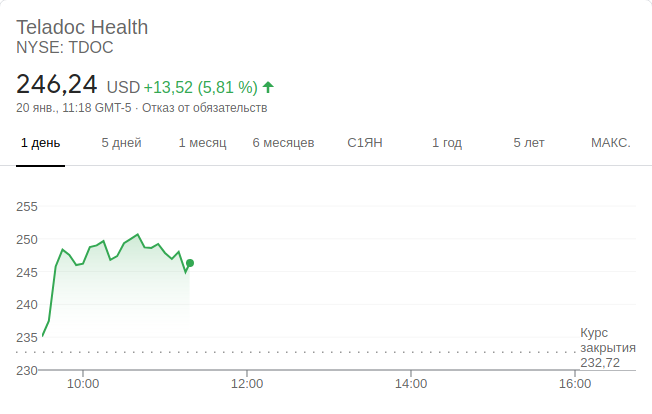 Teladoc Health
NYSE: TDOC
246,24 USD +13,52 (5,81 %)
20 янв., 11:18 GMT-5 · Отказ от обязательств
1 день 5 дней 1 месяц 6 месяцев С1ЯН 1 год 5 лет МАКС.
255
250
245
240
235
230
Курс
закрытия
232,72
10:00 12:00 14:00 16:00